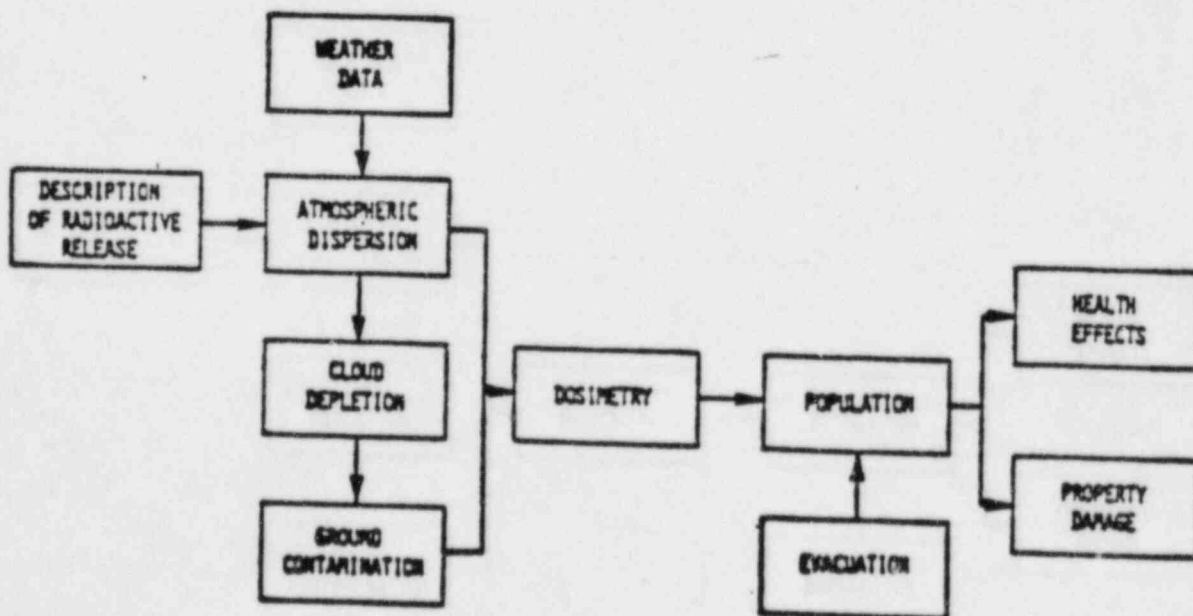 WEATHER
DATA
DESCRIPTION
OF RADIOACTIVE
RELEASE
ATMOSPHERIC
DISPERSION
CLOUD
DEPLETION
GROUND
CONTAMINATION
DOSIMETRY
POPULATION
EVACUATION
HEALTH
EFFECTS
PROPERTY
DAMAGE